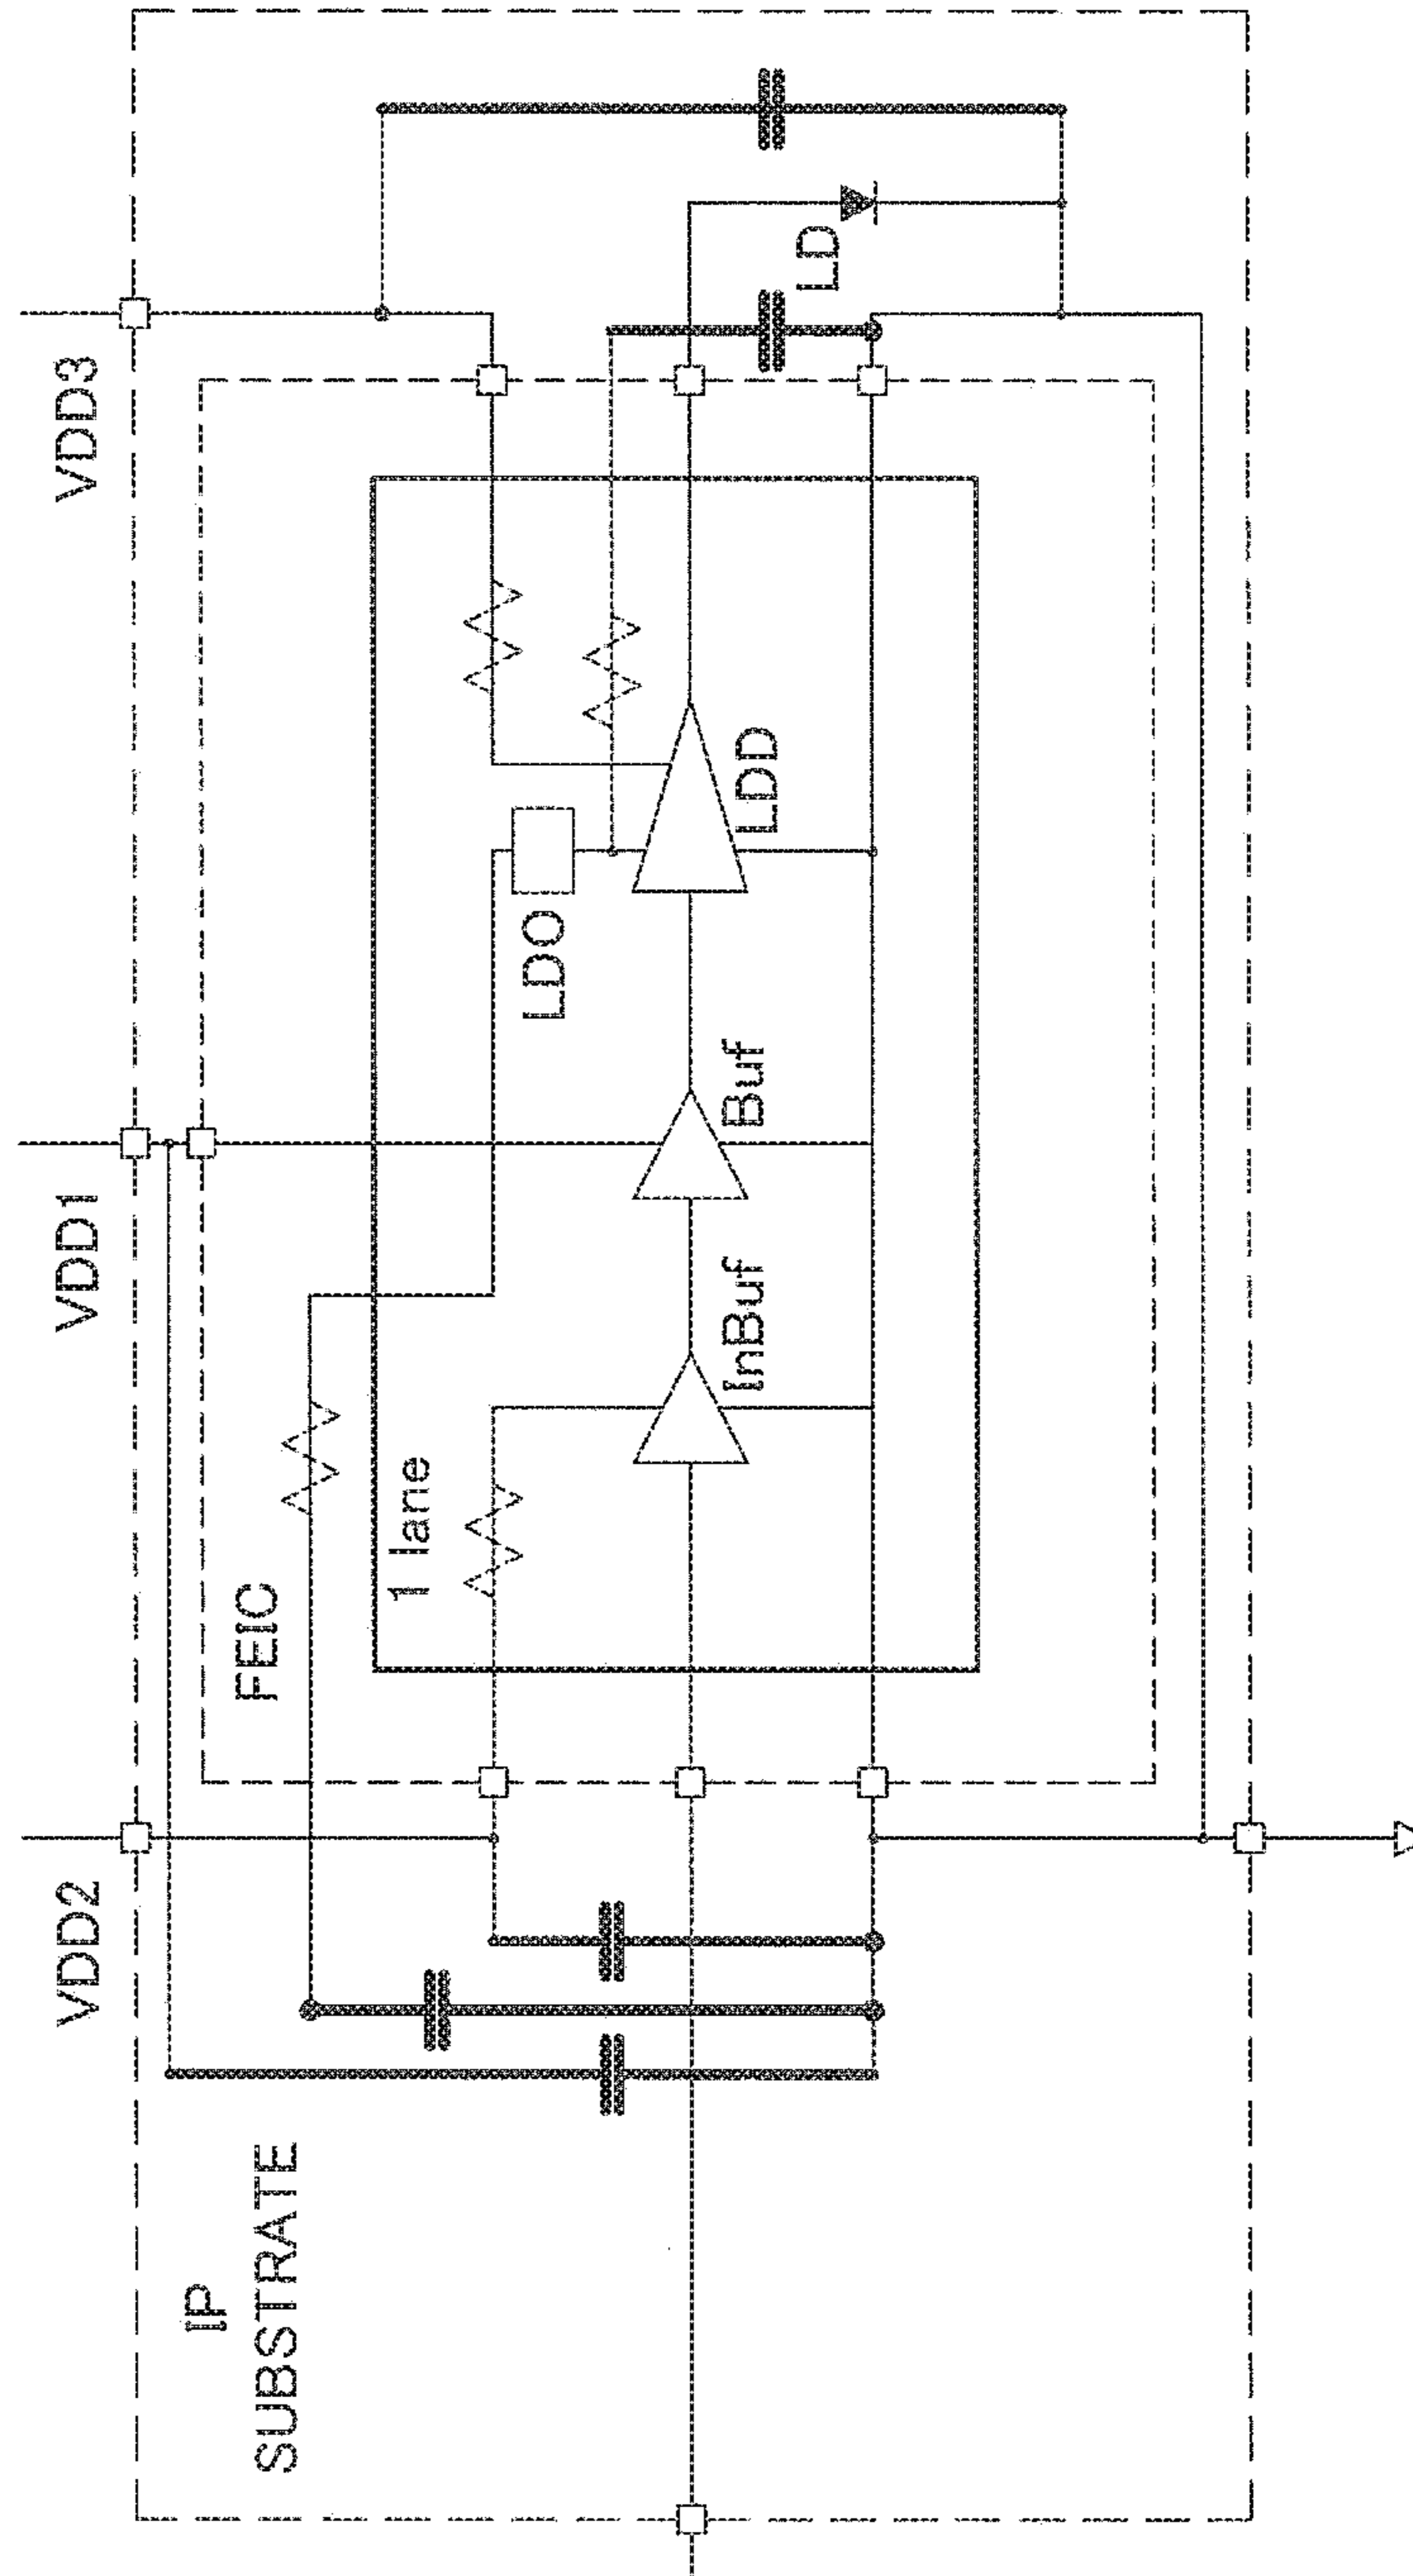 VDD2
VDD1
VDD3
IP
SUBSTRATE
FEIC
1 lane
LDO
InBuf
Buf
LDD
LD